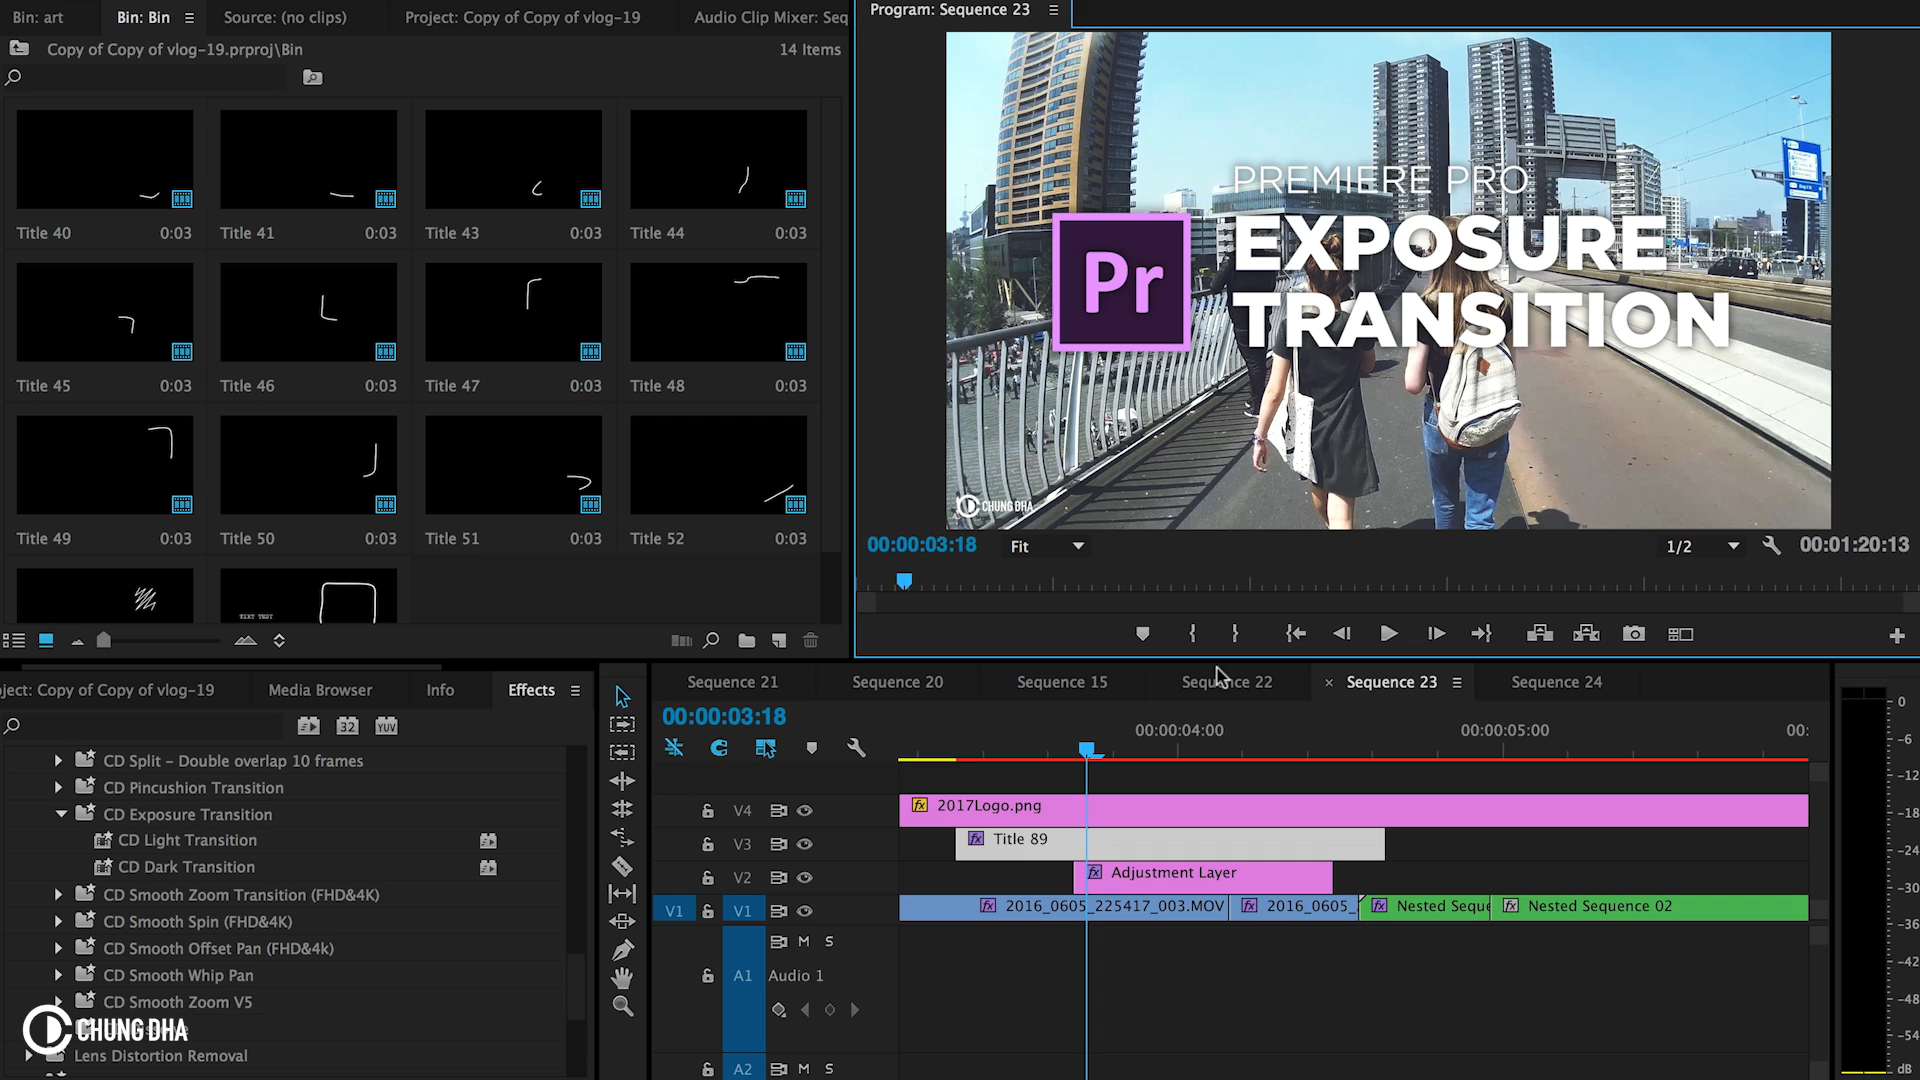 Bin: art
Bin: Bin
Source: (no clips)
Project: Copy of Copy of vlog-19
Audio Clip Mixer: Seq
Copy of Copy of vlog-19.prproj\Bin
14 Items
Title 40 0:03
Title 41 0:03
Title 43 0:03
Title 44 0:03
Title 45 0:03
Title 46 0:03
Title 47 0:03
Title 48 0:03
Title 49 0:03
Title 50 0:03
Title 51 0:03
Title 52 0:03
TEXT TEST
Program: Sequence 23
PREMIERE PRO
Pr
EXPOSURE
TRANSITION
CHUNG DHA
00:00:03:18
Fit
1/2
00:01:20:13
ject: Copy of Copy of vlog-19
Media Browser
Info
Effects
32
YUV
CD Split - Double overlap 10 frames
CD Pincushion Transition
CD Exposure Transition
CD Light Transition
CD Dark Transition
CD Smooth Zoom Transition (FHD&4K)
CD Smooth Spin (FHD&4K)
CD Smooth Offset Pan (FHD&4k)
CD Smooth Whip Pan
CD Smooth Zoom V5
CHUNG DHA
Lens Distortion Removal
Sequence 21
Sequence 20
Sequence 15
Sequence 22
× Sequence 23
Sequence 24
00:00:03:18
00:00:04:00
00:00:05:00
00:
V4
fx 2017Logo.png
V3
fx Title 89
V2
fx Adjustment Layer
V1 V1
fx 2016_0605_225417_003.MOV
fx 2016_0605_
fx Nested Seque
fx Nested Sequence 02
M S
A1 Audio 1
A2 M S
0
-6
-12
-18
-24
-30
-36
-42
-48
-54
dB